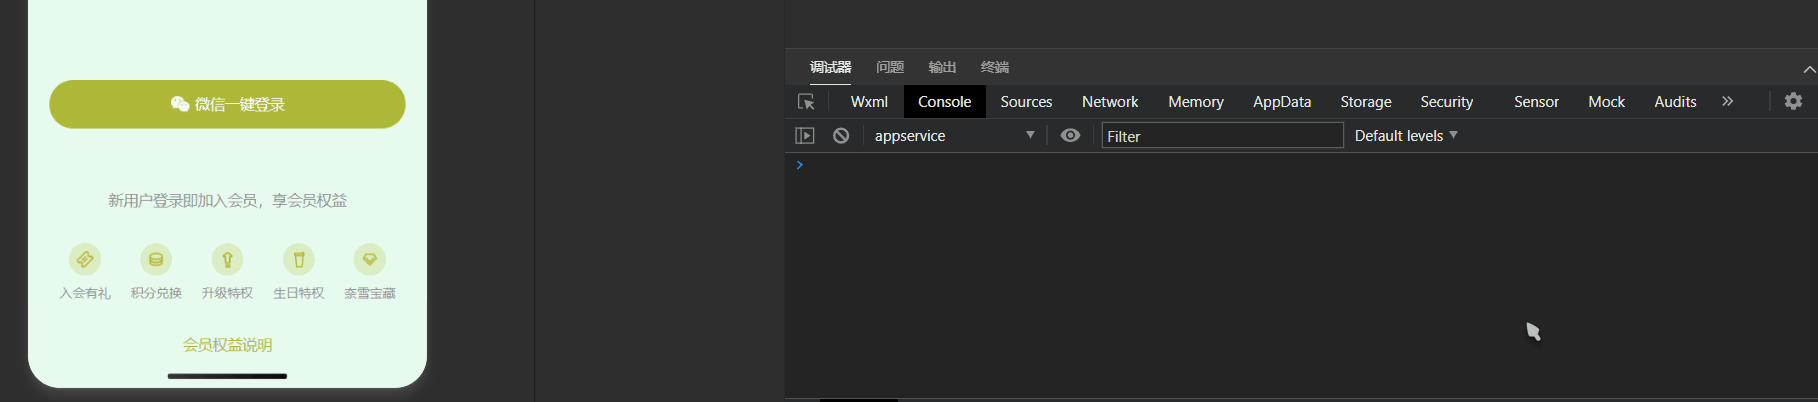 微信一键登录
新用户登录即加入会员，享会员权益
入会有礼 积分兑换 升级特权 生日特权 奈雪宝藏
会员权益说明
调试器 问题 输出 终端
Wxml Console Sources Network Memory AppData Storage Security Sensor Mock Audits
appservice Filter Default levels